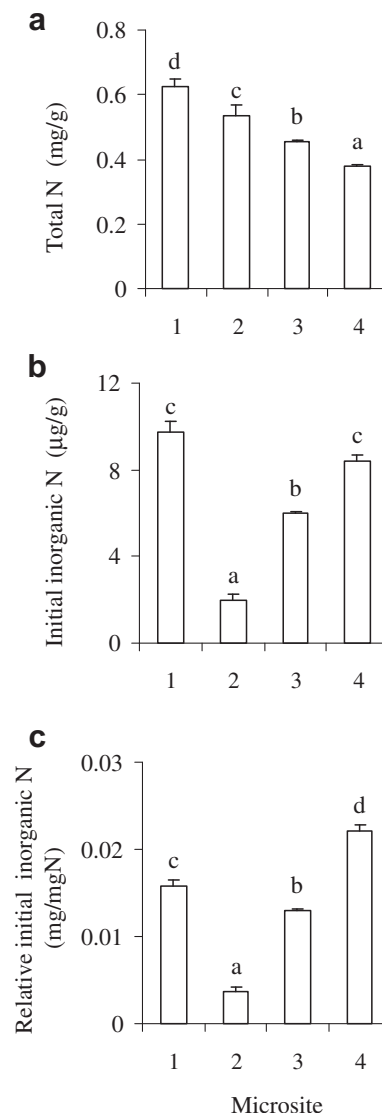 a
Total N (mg/g)
0.8
0.6
0.4
0.2
0
d
c
b
a
1 2 3 4
b
Initial inorganic N (μg/g)
12
8
4
0
c
a
b
c
1 2 3 4
c
Relative initial inorganic N
(mg/mgN)
0.03
0.02
0.01
0
c
a
b
d
1 2 3 4
Microsite